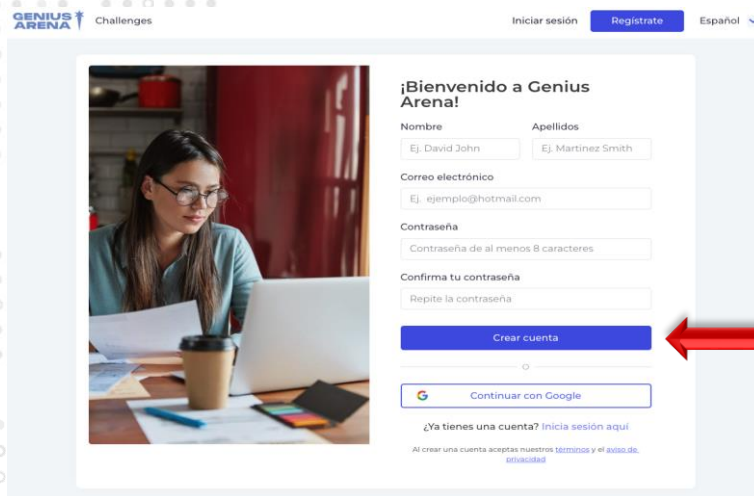 GENIUS
ARENA
Challenges
Iniciar sesión
Regístrate
Español
¡Bienvenido a Genius
Arena!
Nombre
Apellidos
Ej. David John
Ej. Martinez Smith
Correo electrónico
Ej. ejemplo@hotmail.com
Contraseña
Contraseña de al menos 8 caracteres
Confirma tu contraseña
Repite la contraseña
Crear cuenta
O
Continuar con Google
¿Ya tienes una cuenta? Inicia sesión aquí
Al crear una cuenta aceptas nuestros términos y el aviso de
privacidad